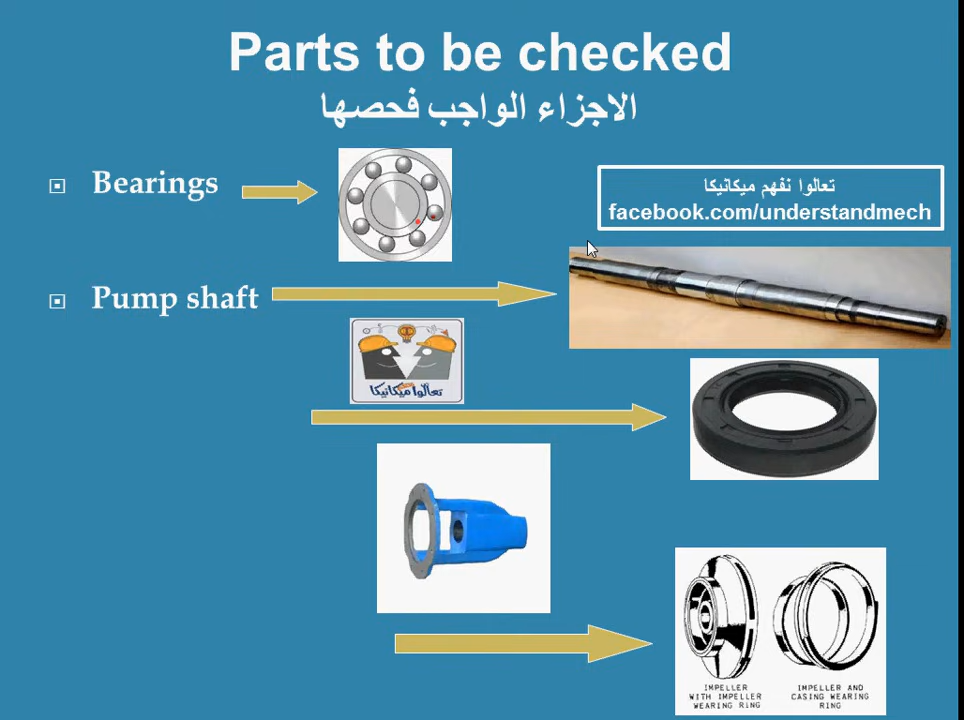 Parts to be checked
الاجزاء الواجب فحصها
Bearings
تعالوا نفهم ميكانيكا
facebook.com/understandmech
Pump shaft
تعالوا ميكانيكا
IMPELLER
WITH IMPELLER
WEARING RING
IMPELLER AND
CASING WEARING
RING